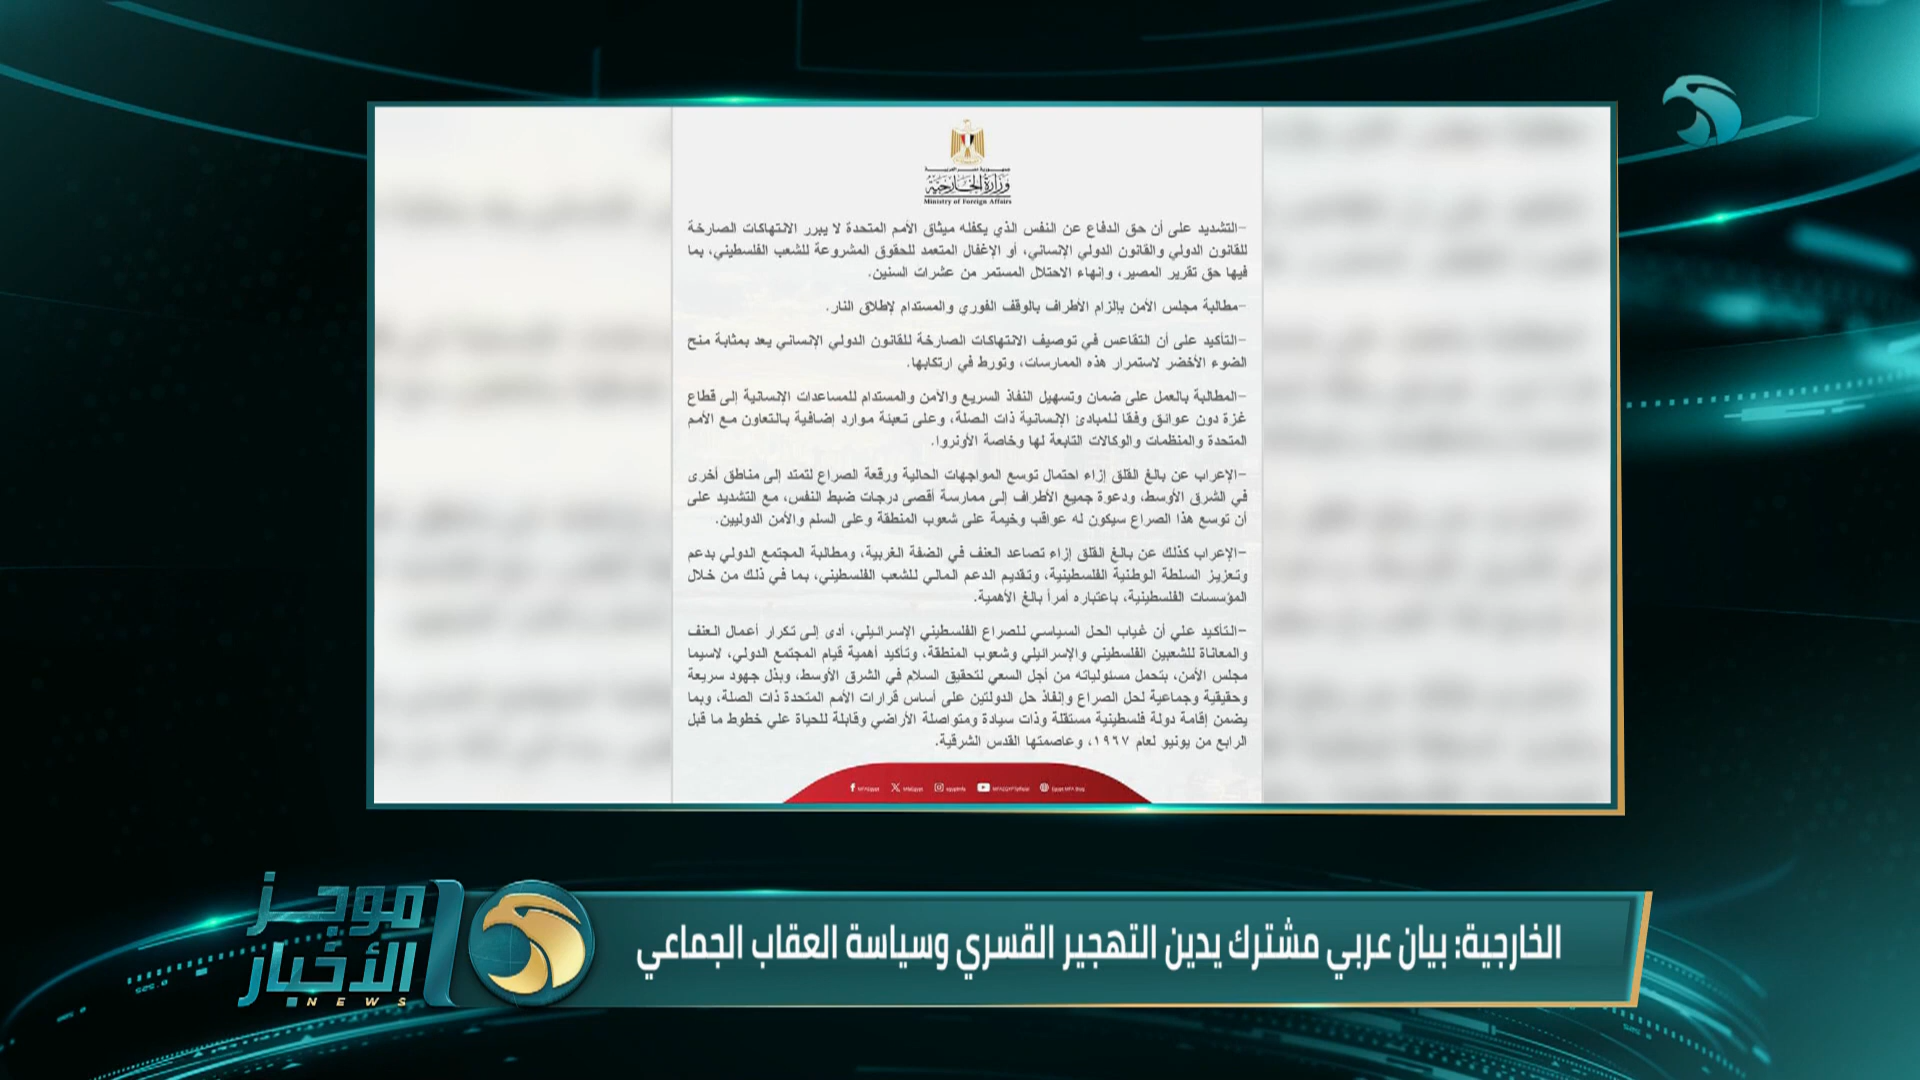 جمهورية مصر العربية
وزارة الخارجية
Ministry of Foreign Affairs
-التشديد على أن حق الدفاع عن النفس الذي يكفله ميثاق الأمم المتحدة لا يبرر الانتهاكات الصارخة
للقانون الدولي والقانون الدولي الإنساني، أو الإغفال المتعمد للحقوق المشروعة للشعب الفلسطيني، بما
فيها حق تقرير المصير، وإنهاء الاحتلال المستمر من عشرات السنين.
-مطالبة مجلس الأمن بإلزام الأطراف بالوقف الفوري والمستدام لإطلاق النار.
-التأكيد على أن التقاعس في توصيف الانتهاكات الصارخة للقانون الدولي الإنساني يعد بمثابة منح
الضوء الأخضر لاستمرار هذه الممارسات، وتورط في ارتكابها.
-المطالبة بالعمل على ضمان وتسهيل النفاذ السريع والأمن والمستدام للمساعدات الإنسانية إلى قطاع
غزة دون عوائق وفقا للمبادئ الإنسانية ذات الصلة، وعلى تعبئة موارد إضافية بالتعاون مع الأمم
المتحدة والمنظمات والوكالات التابعة لها وخاصة الأونروا.
-الإعراب عن بالغ القلق إزاء احتمال توسع المواجهات الحالية ورقعة الصراع لتمتد إلى مناطق أخرى
في الشرق الأوسط، ودعوة جميع الأطراف إلى ممارسة أقصى درجات ضبط النفس، مع التشديد على
أن توسع هذا الصراع سيكون له عواقب وخيمة على شعوب المنطقة وعلى السلم والأمن الدوليين.
-الإعراب كذلك عن بالغ القلق إزاء تصاعد العنف في الضفة الغربية، ومطالبة المجتمع الدولي بدعم
وتعزيز السلطة الوطنية الفلسطينية، وتقديم الدعم المالي للشعب الفلسطيني، بما في ذلك من خلال
المؤسسات الفلسطينية، باعتباره أمراً بالغ الأهمية.
-التأكيد علي أن غياب الحل السياسي للصراع الفلسطيني الإسرائيلي، أدى إلى تكرار أعمال العنف
والمعاناة للشعبين الفلسطيني والإسرائيلي وشعوب المنطقة، وتأكيد أهمية قيام المجتمع الدولي، لاسيما
مجلس الأمن، بتحمل مسئولياته من أجل السعي لتحقيق السلام في الشرق الأوسط، وبذل جهود سريعة
وحقيقية وجماعية لحل الصراع وإنفاذ حل الدولتين على أساس قرارات الأمم المتحدة ذات الصلة، وبما
يضمن إقامة دولة فلسطينية مستقلة وذات سيادة ومتواصلة الأراضي وقابلة للحياة علي خطوط ما قبل
الرابع من يونيو لعام ١٩٦٧، وعاصمتها القدس الشرقية.
الخارجية: بيان عربي مشترك يدين التهجير القسري وسياسة العقاب الجماعي
موجز
الأخبار
NEWS